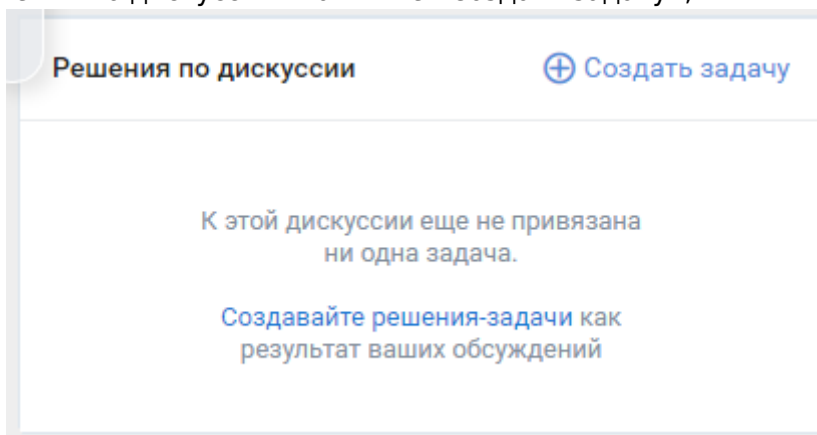 Решения по дискуссии
Создать задачу
К этой дискуссии еще не привязана
ни одна задача.
Создавайте решения-задачи как
результат ваших обсуждений